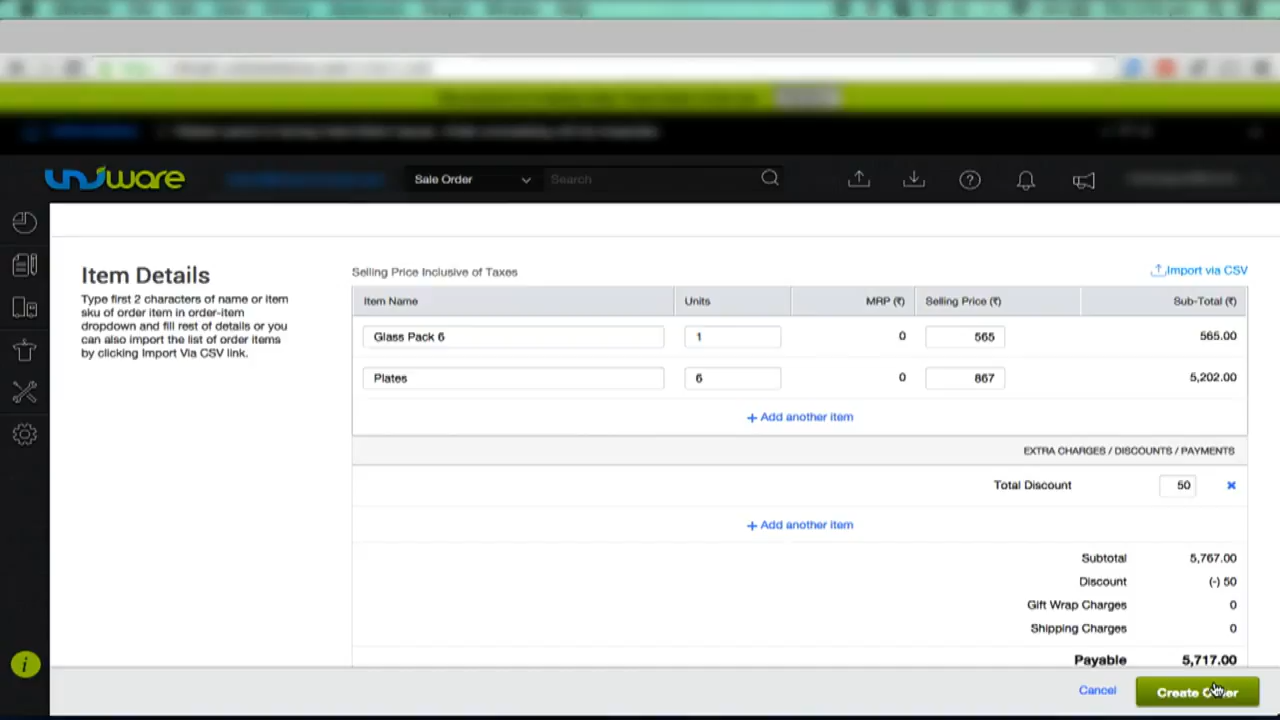 uniware
Sale Order Search
Item Details
Type first 2 characters of name or item
sku of order item in order-item
dropdown and fill rest of details or you
can also import the list of order items
by clicking Import Via CSV link.
Selling Price Inclusive of Taxes
Import via CSV
Item Name Units MRP (₹) Selling Price (₹) Sub-Total (₹)
Glass Pack 6 1 0 565 565.00
Plates 6 0 867 5,202.00
+ Add another item
EXTRA CHARGES / DISCOUNTS / PAYMENTS
Total Discount 50
+ Add another item
Subtotal 5,767.00
Discount (-) 50
Gift Wrap Charges 0
Shipping Charges 0
Payable 5,717.00
Cancel Create Order